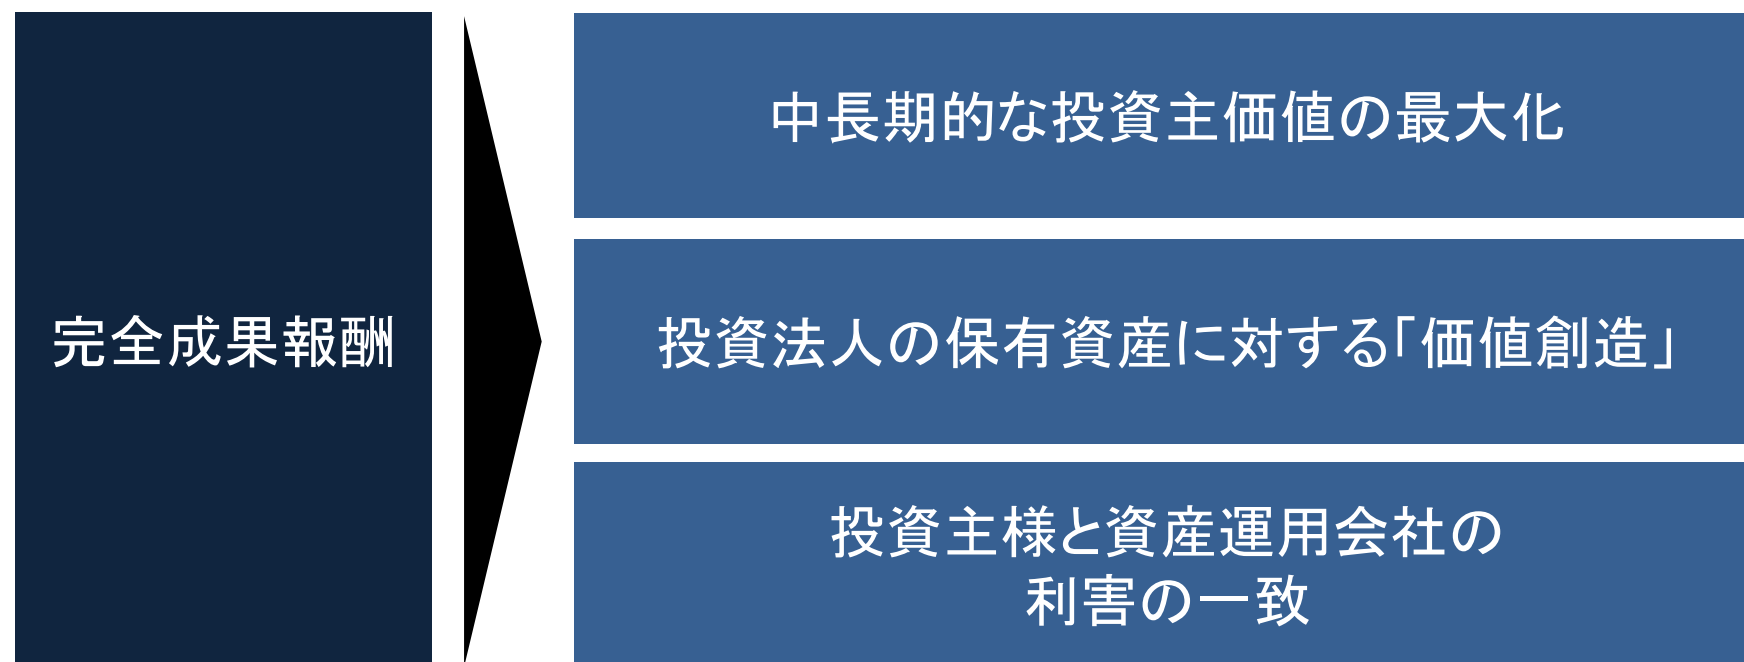 完全成果報酬
中長期的な投資主価値の最大化
投資法人の保有資産に対する「価値創造」
投資主様と資産運用会社の
利害の一致